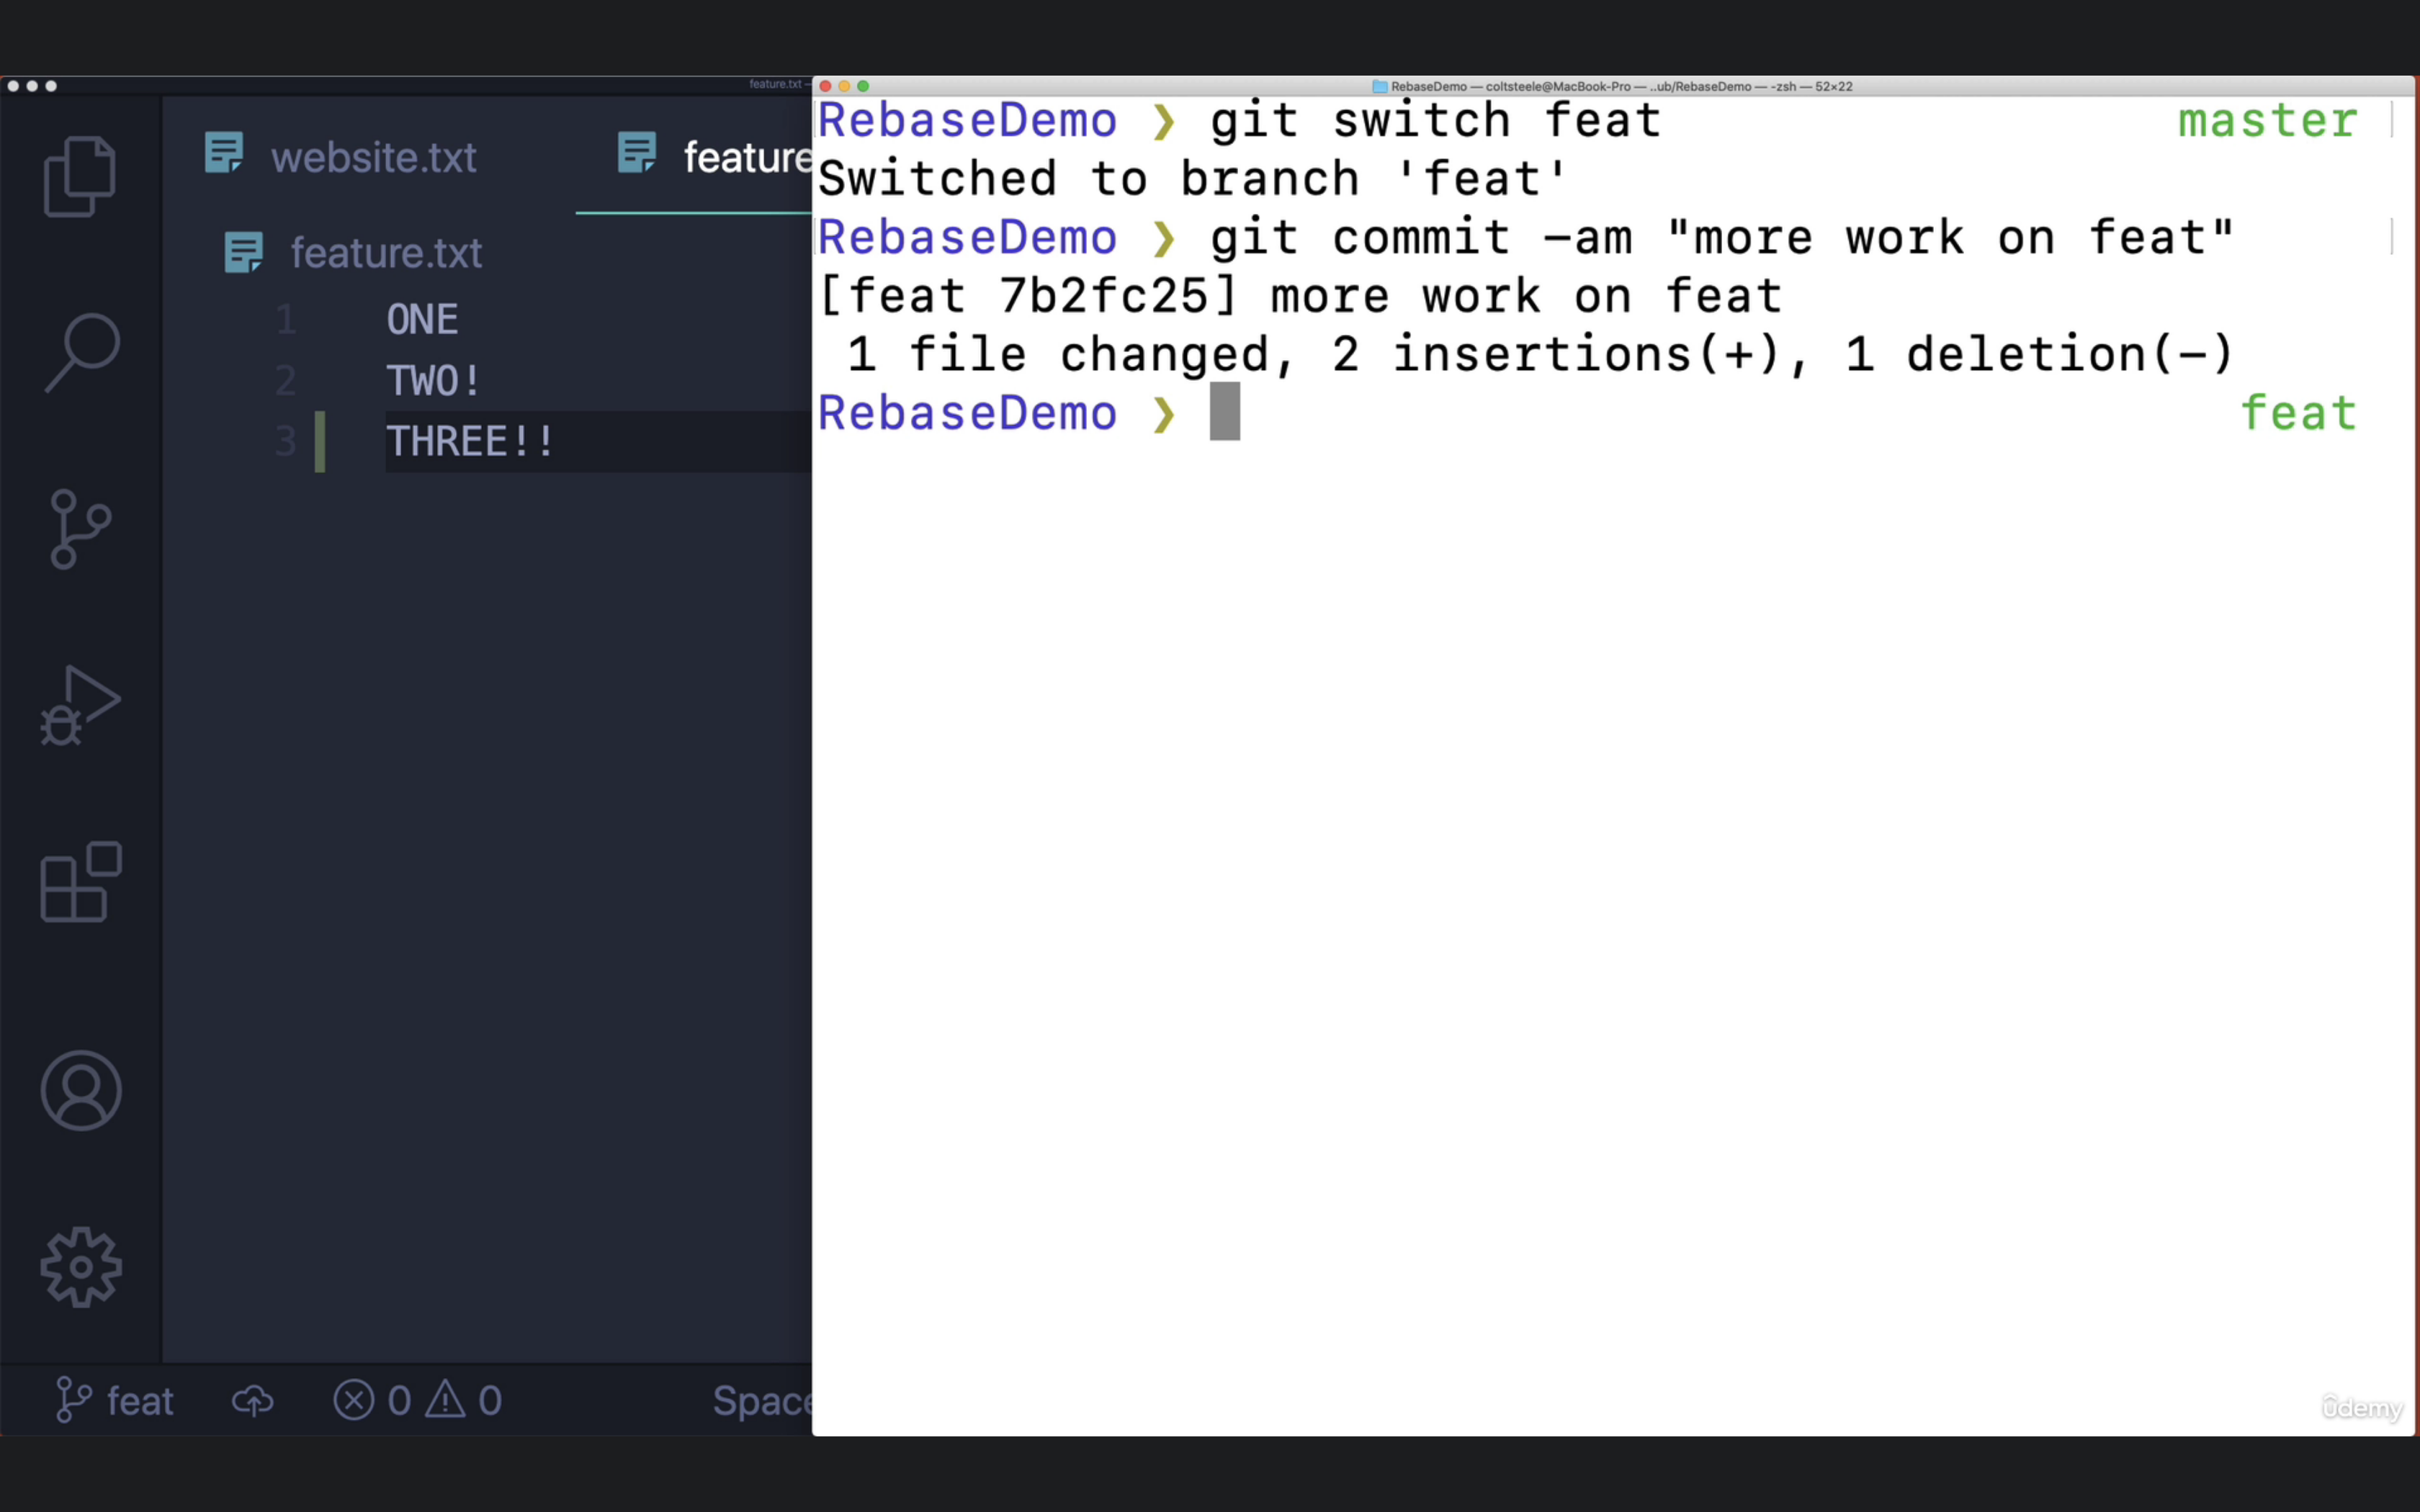 feature.txt —
website.txt
feature
feature.txt
1 ONE
2 TWO!
3 THREE!!
feat
0
0
Space
RebaseDemo — coltsteele@MacBook-Pro — ..ub/RebaseDemo — -zsh — 52×22
RebaseDemo ❯ git switch feat master
Switched to branch 'feat'
RebaseDemo ❯ git commit -am "more work on feat"
[feat 7b2fc25] more work on feat
1 file changed, 2 insertions(+), 1 deletion(-)
RebaseDemo ❯ feat
udemy